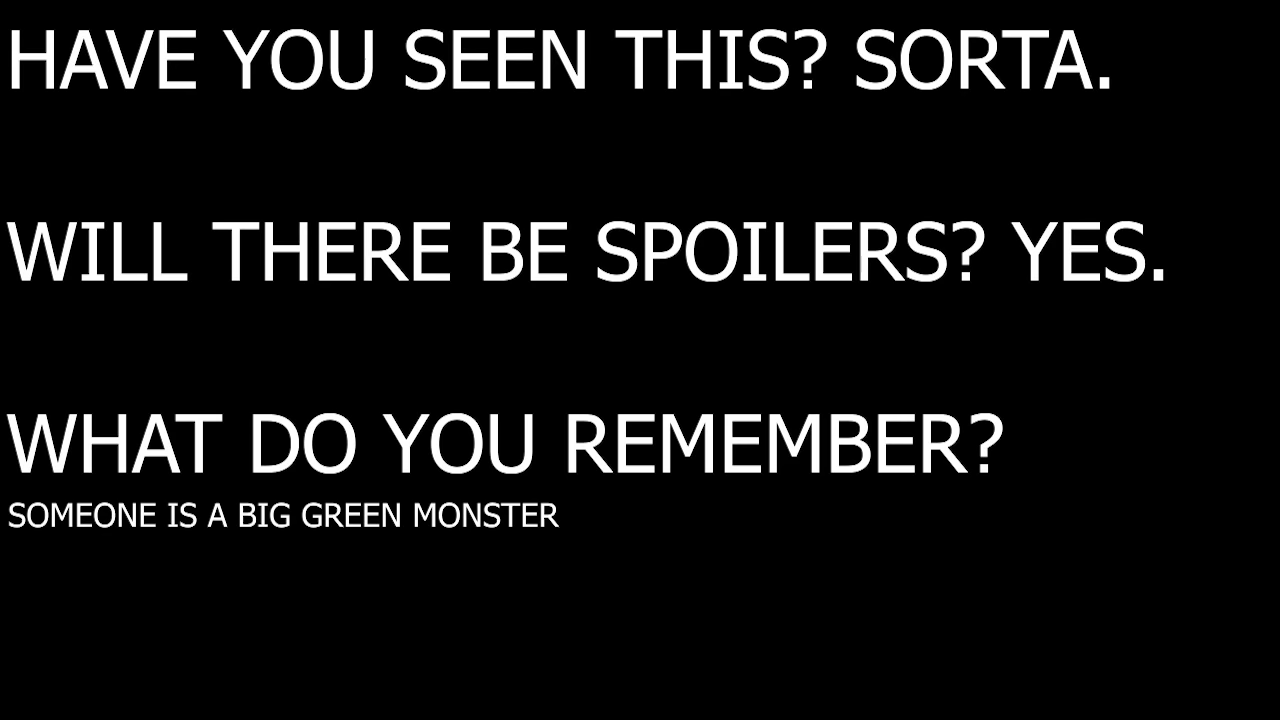 HAVE YOU SEEN THIS? SORTA.
WILL THERE BE SPOILERS? YES.
WHAT DO YOU REMEMBER?
SOMEONE IS A BIG GREEN MONSTER